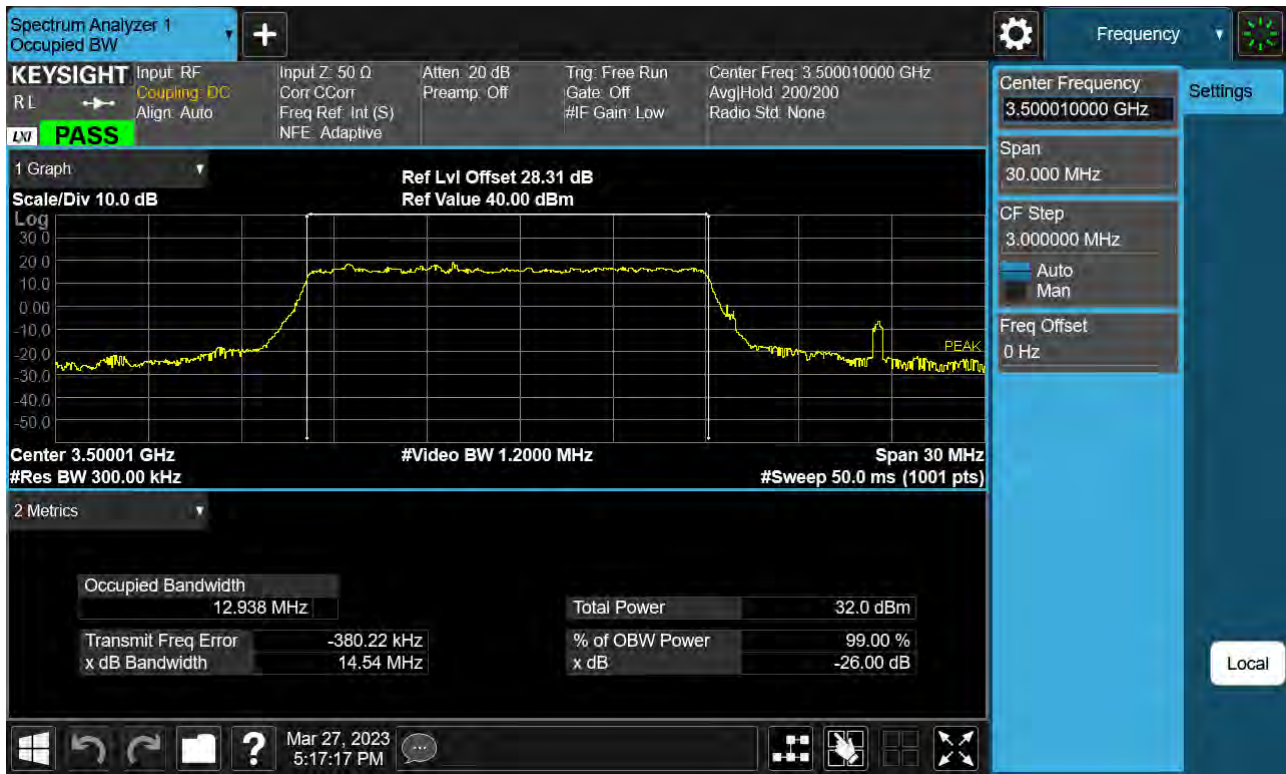 Spectrum Analyzer 1
Occupied BW
+
Frequency
KEYSIGHT
RL
LXI
PASS
Input: RF
Coupling: DC
Align: Auto
Input Z: 50 Ω
Corr CCorr
Freq Ref: Int (S)
NFE: Adaptive
Atten: 20 dB
Preamp: Off
Trig: Free Run
Gate: Off
#IF Gain: Low
Center Freq: 3.500010000 GHz
Avg|Hold: 200/200
Radio Std: None
1 Graph
Scale/Div 10.0 dB
Ref Lvl Offset 28.31 dB
Ref Value 40.00 dBm
Log
30.0
20.0
10.0
0.00
-10.0
-20.0
-30.0
-40.0
-50.0
PEAK
Center 3.50001 GHz
#Video BW 1.2000 MHz
Span 30 MHz
#Res BW 300.00 kHz
#Sweep 50.0 ms (1001 pts)
2 Metrics
Occupied Bandwidth
12.938 MHz
Total Power 32.0 dBm
Transmit Freq Error -380.22 kHz
% of OBW Power 99.00 %
x dB Bandwidth 14.54 MHz
x dB -26.00 dB
Center Frequency
3.500010000 GHz
Settings
Span
30.000 MHz
CF Step
3.000000 MHz
Auto
Man
Freq Offset
0 Hz
Local
?
Mar 27, 2023
5:17:17 PM